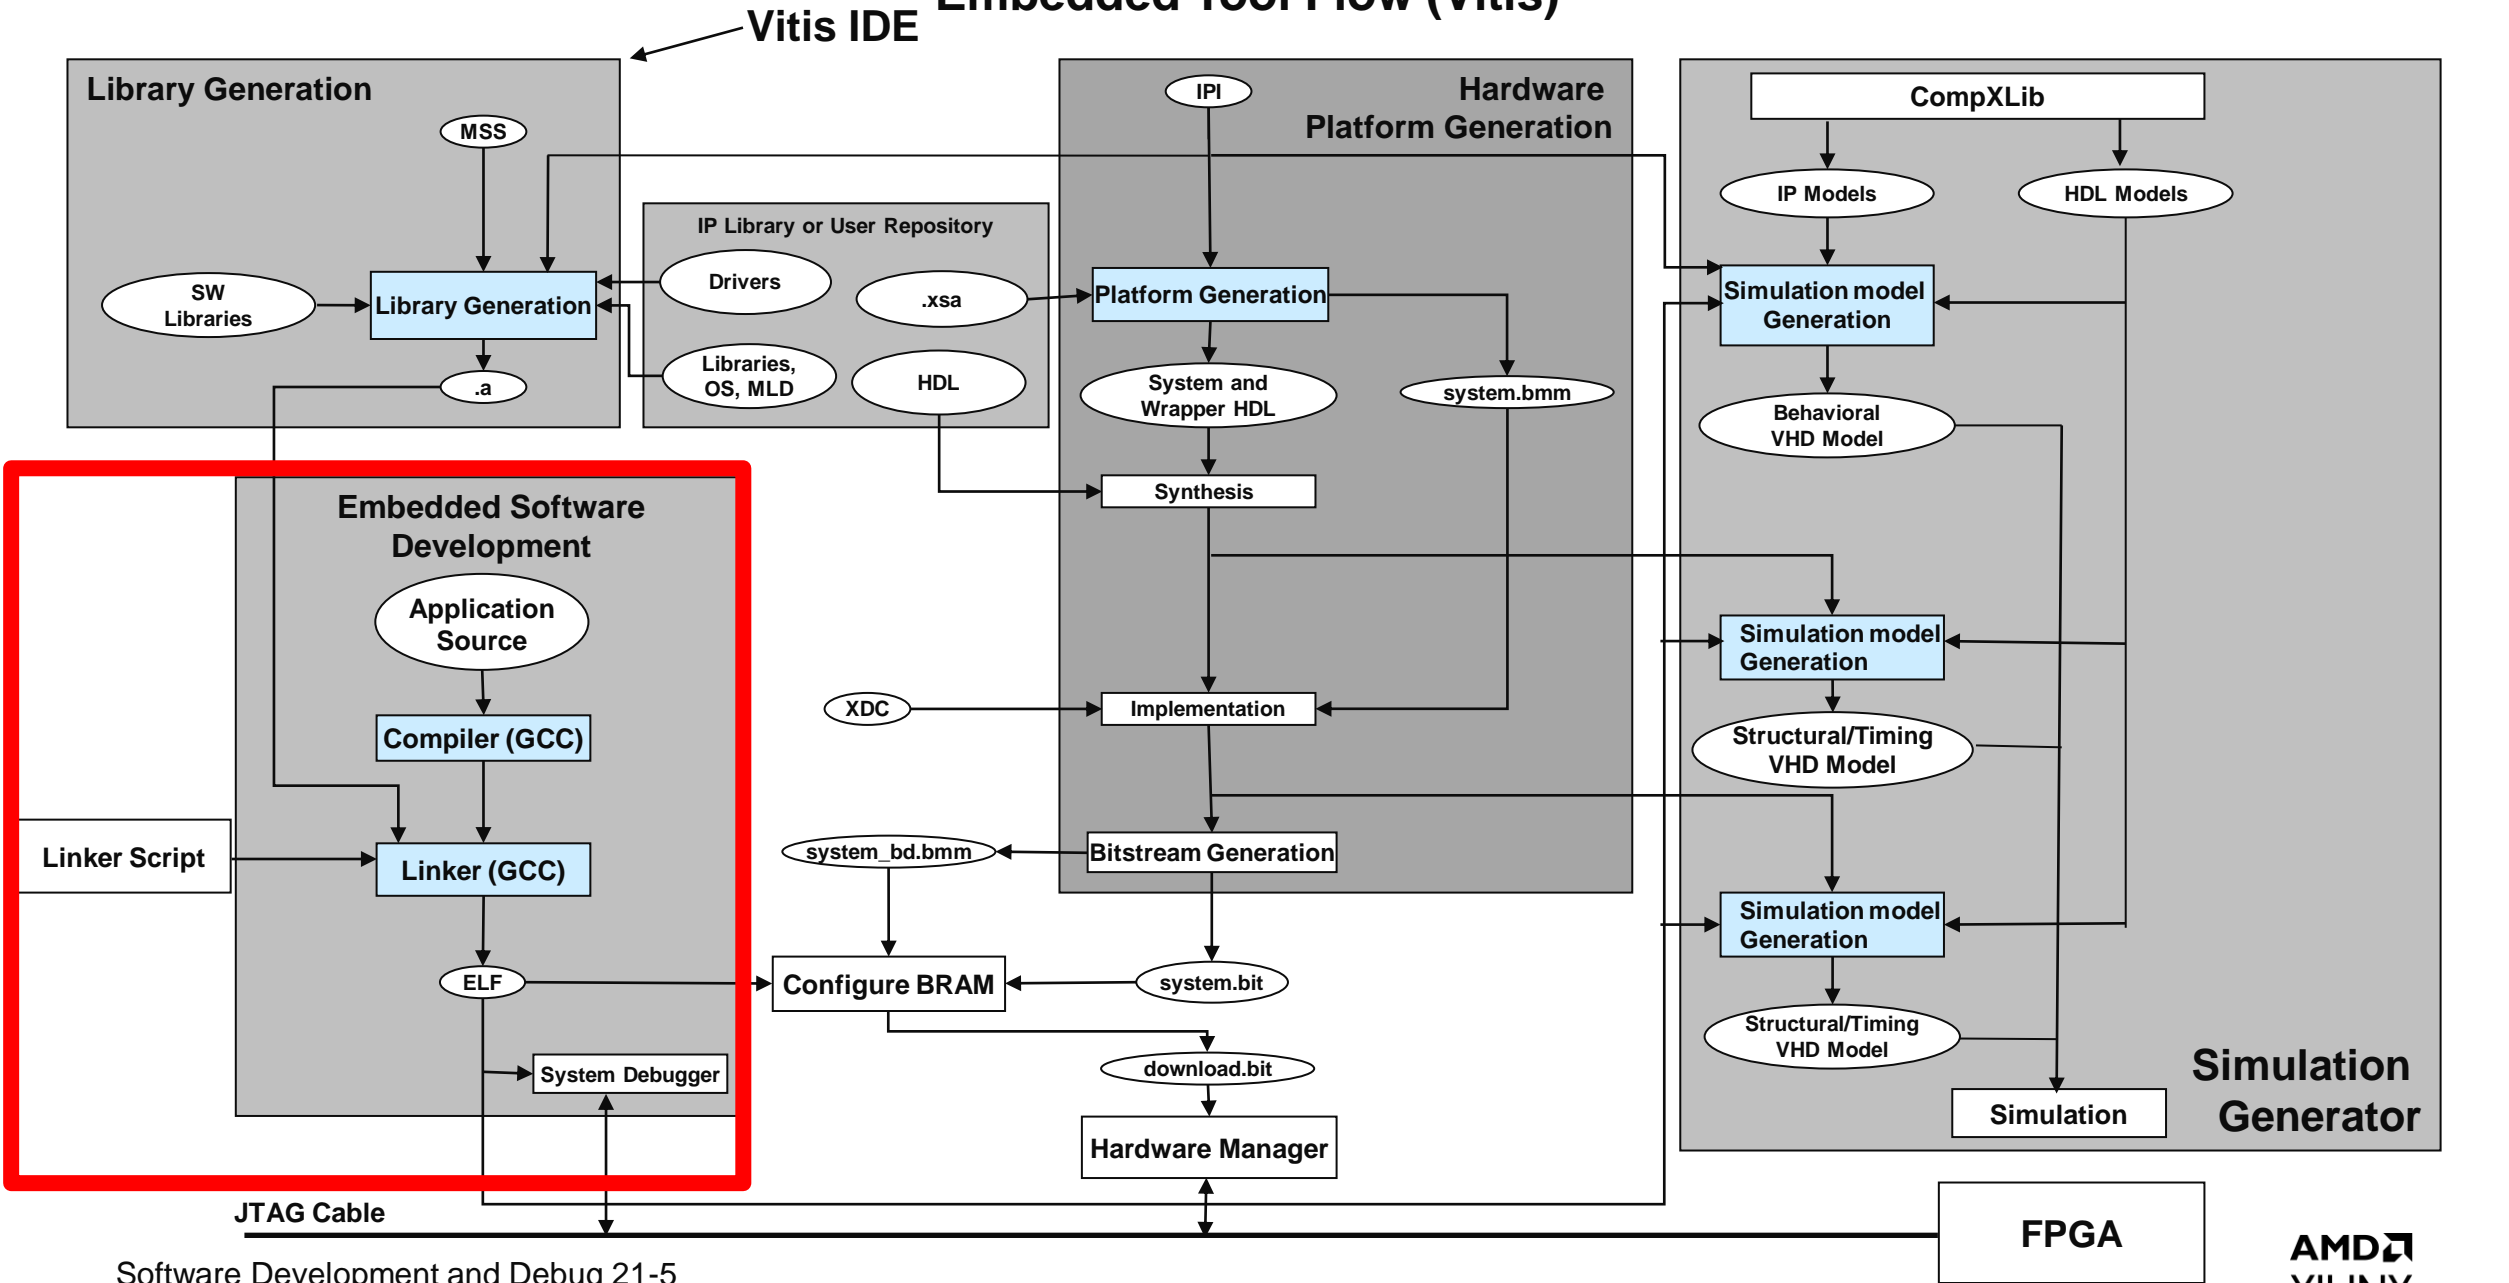 Embedded Tool Flow (Vitis)
Vitis IDE
Library Generation
MSS
SW
Libraries
Library Generation
.a
IP Library or User Repository
Drivers
.xsa
Libraries,
OS, MLD
HDL
Hardware
Platform Generation
IPI
Platform Generation
System and
Wrapper HDL
system.bmm
Synthesis
XDC
Implementation
system_bd.bmm
Bitstream Generation
Configure BRAM
system.bit
download.bit
Hardware Manager
CompXLib
IP Models
HDL Models
Simulation model
Generation
Behavioral
VHD Model
Simulation model
Generation
Structural/Timing
VHD Model
Simulation model
Generation
Structural/Timing
VHD Model
Simulation
Simulation
Generator
Embedded Software
Development
Application
Source
Compiler (GCC)
Linker Script
Linker (GCC)
ELF
System Debugger
JTAG Cable
FPGA
Software Development and Debug 21-5
AMD
XILINX